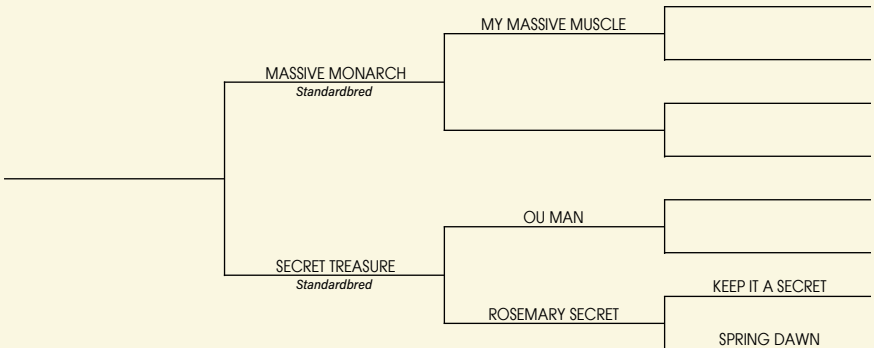 MY MASSIVE MUSCLE
MASSIVE MONARCH
Standardbred
OU MAN
SECRET TREASURE
Standardbred
KEEP IT A SECRET
ROSEMARY SECRET
SPRING DAWN